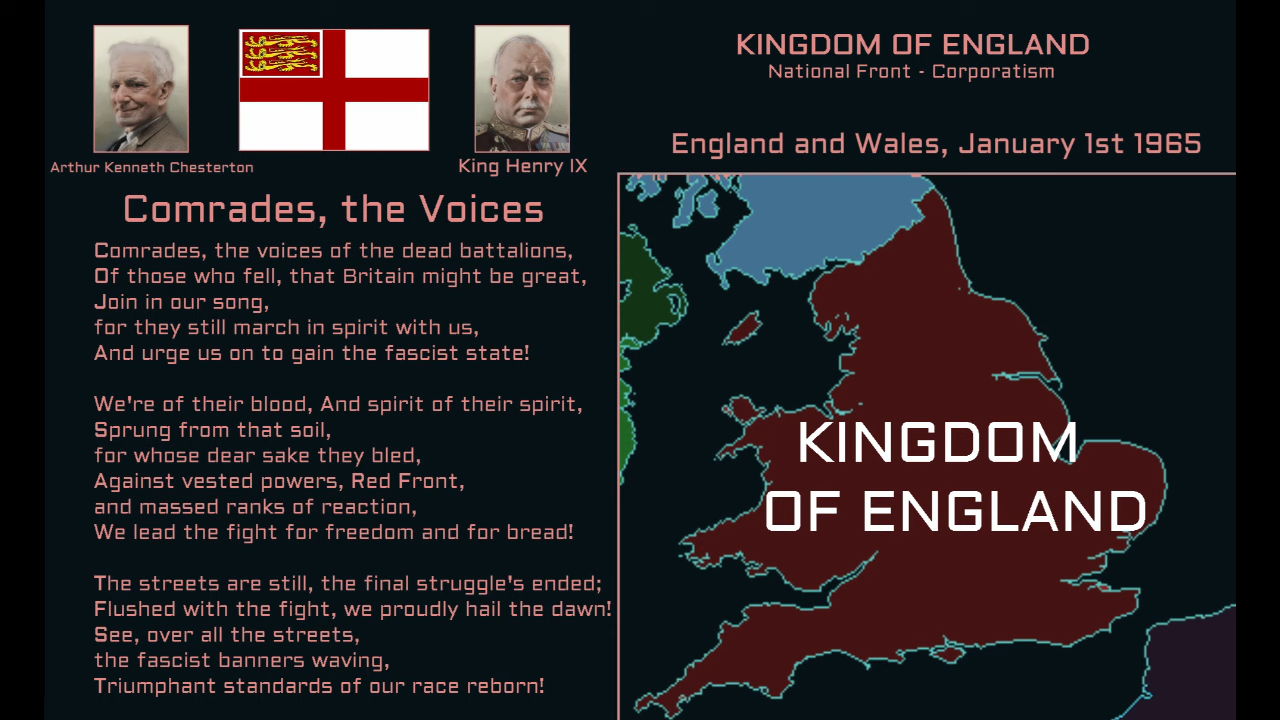 KINGDOM OF ENGLAND
National Front - Corporatism
Arthur Kenneth Chesterton
King Henry IX
England and Wales, January 1st 1965
Comrades, the Voices
Comrades, the voices of the dead battalions,
Of those who fell, that Britain might be great,
Join in our song,
for they still march in spirit with us,
And urge us on to gain the fascist state!
We're of their blood, And spirit of their spirit,
Sprung from that soil,
for whose dear sake they bled,
Against vested powers, Red Front,
and massed ranks of reaction,
We lead the fight for freedom and for bread!
The streets are still, the final struggle's ended;
Flushed with the fight, we proudly hail the dawn!
See, over all the streets,
the fascist banners waving,
Triumphant standards of our race reborn!
KINGDOM
OF ENGLAND